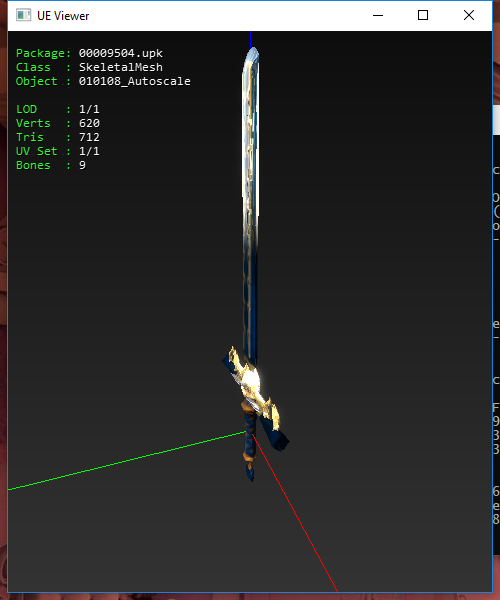 UE Viewer
Package: 00009504.upk
Class : SkeletalMesh
Object : 010108_Autoscale
LOD : 1/1
Verts : 620
Tris : 712
UV Set : 1/1
Bones : 9